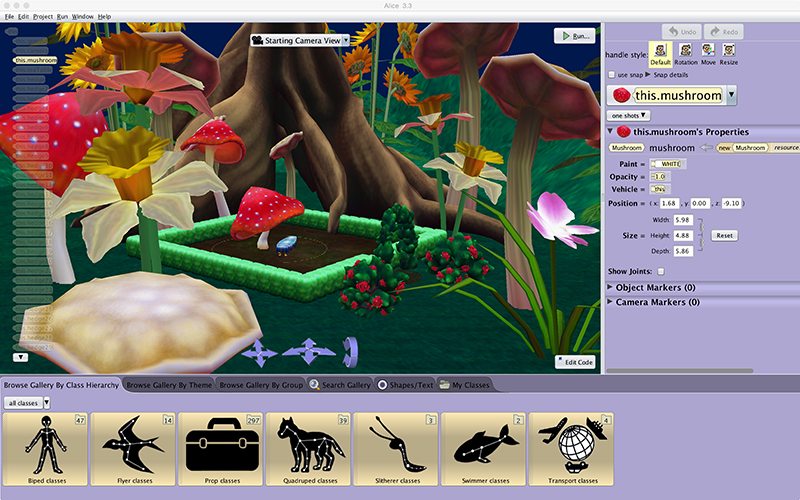 Alice 3.3
File Edit Project Run Window Help
this.mushroom
Starting Camera View
Run...
Undo
Redo
handle style:
Default
Rotation
Move
Resize
use snap
Snap details
this.mushroom
one shots
this.mushroom's Properties
Mushroom mushroom new Mushroom resource
Paint = WHITE
Opacity = 1.0
Vehicle = this
Position = (x: 1.68 , y: 0.00 , z: -9.10 )
Width: 5.98
Size = Height: 4.88 Reset
Depth: 5.86
Show Joints:
Object Markers (0)
Camera Markers (0)
Edit Code
Browse Gallery By Class Hierarchy
Browse Gallery By Theme
Browse Gallery By Group
Search Gallery
Shapes/Text
My Classes
all classes
47
14
297
39
3
2
4
Biped classes
Flyer classes
Prop classes
Quadruped classes
Slitherer classes
Swimmer classes
Transport classes